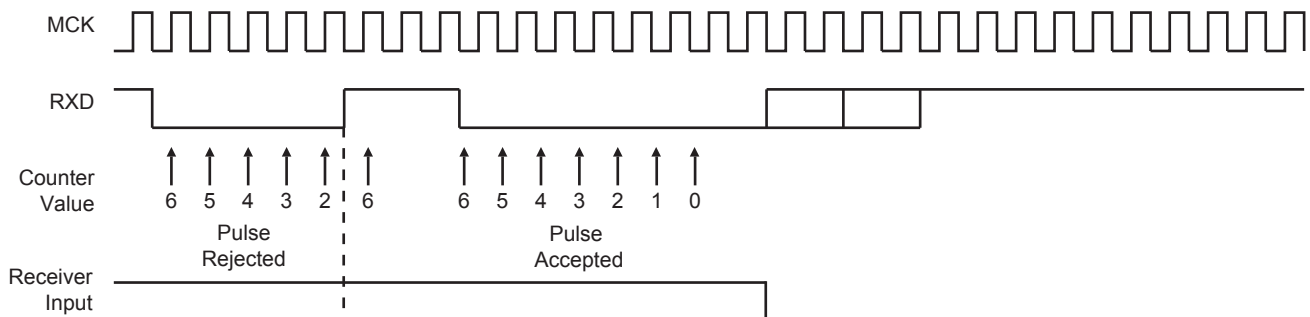 MCK
RXD
Counter
Value
6 5 4 3 2 6 6 5 4 3 2 1 0
Pulse
Rejected
Pulse
Accepted
Receiver
Input